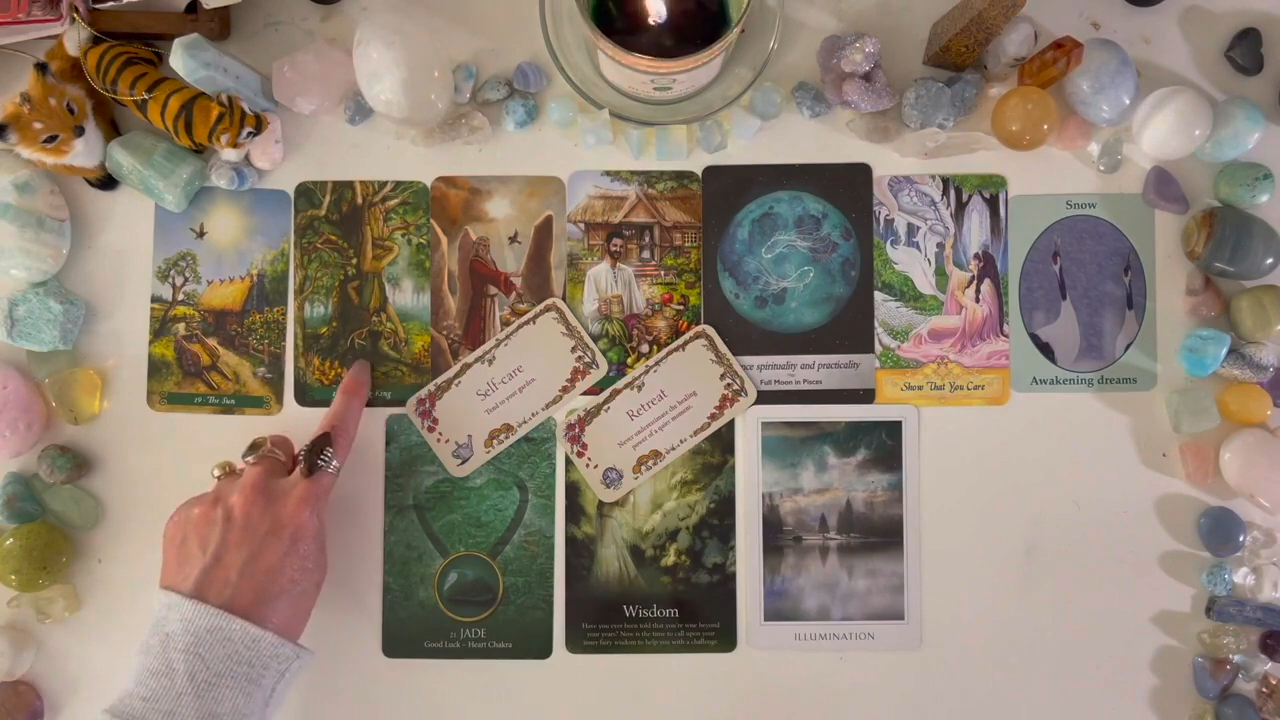 19 - The Sun
Self-care
Tend to your garden.
Retreat
Never underestimate the healing
power of a quiet moment.
spirituality and practicality
Full Moon in Pisces
Show That You Care
Snow
Awakening dreams
21 JADE
Good Luck – Heart Chakra
Wisdom
Have you ever been told that you're wise beyond
your years? Now is the time to call upon your
inner fairy wisdom to help you with a challenge.
ILLUMINATION